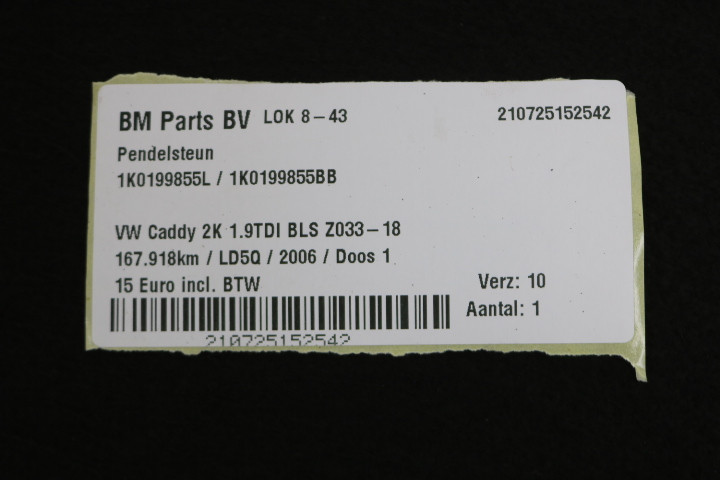 BM Parts BV LOK 8-43 210725152542
Pendelsteun
1K0199855L / 1K0199855BB
VW Caddy 2K 1.9TDI BLS Z033-18
167.918km / LD5Q / 2006 / Doos 1
15 Euro incl. BTW Verz: 10
Aantal: 1
210725152542